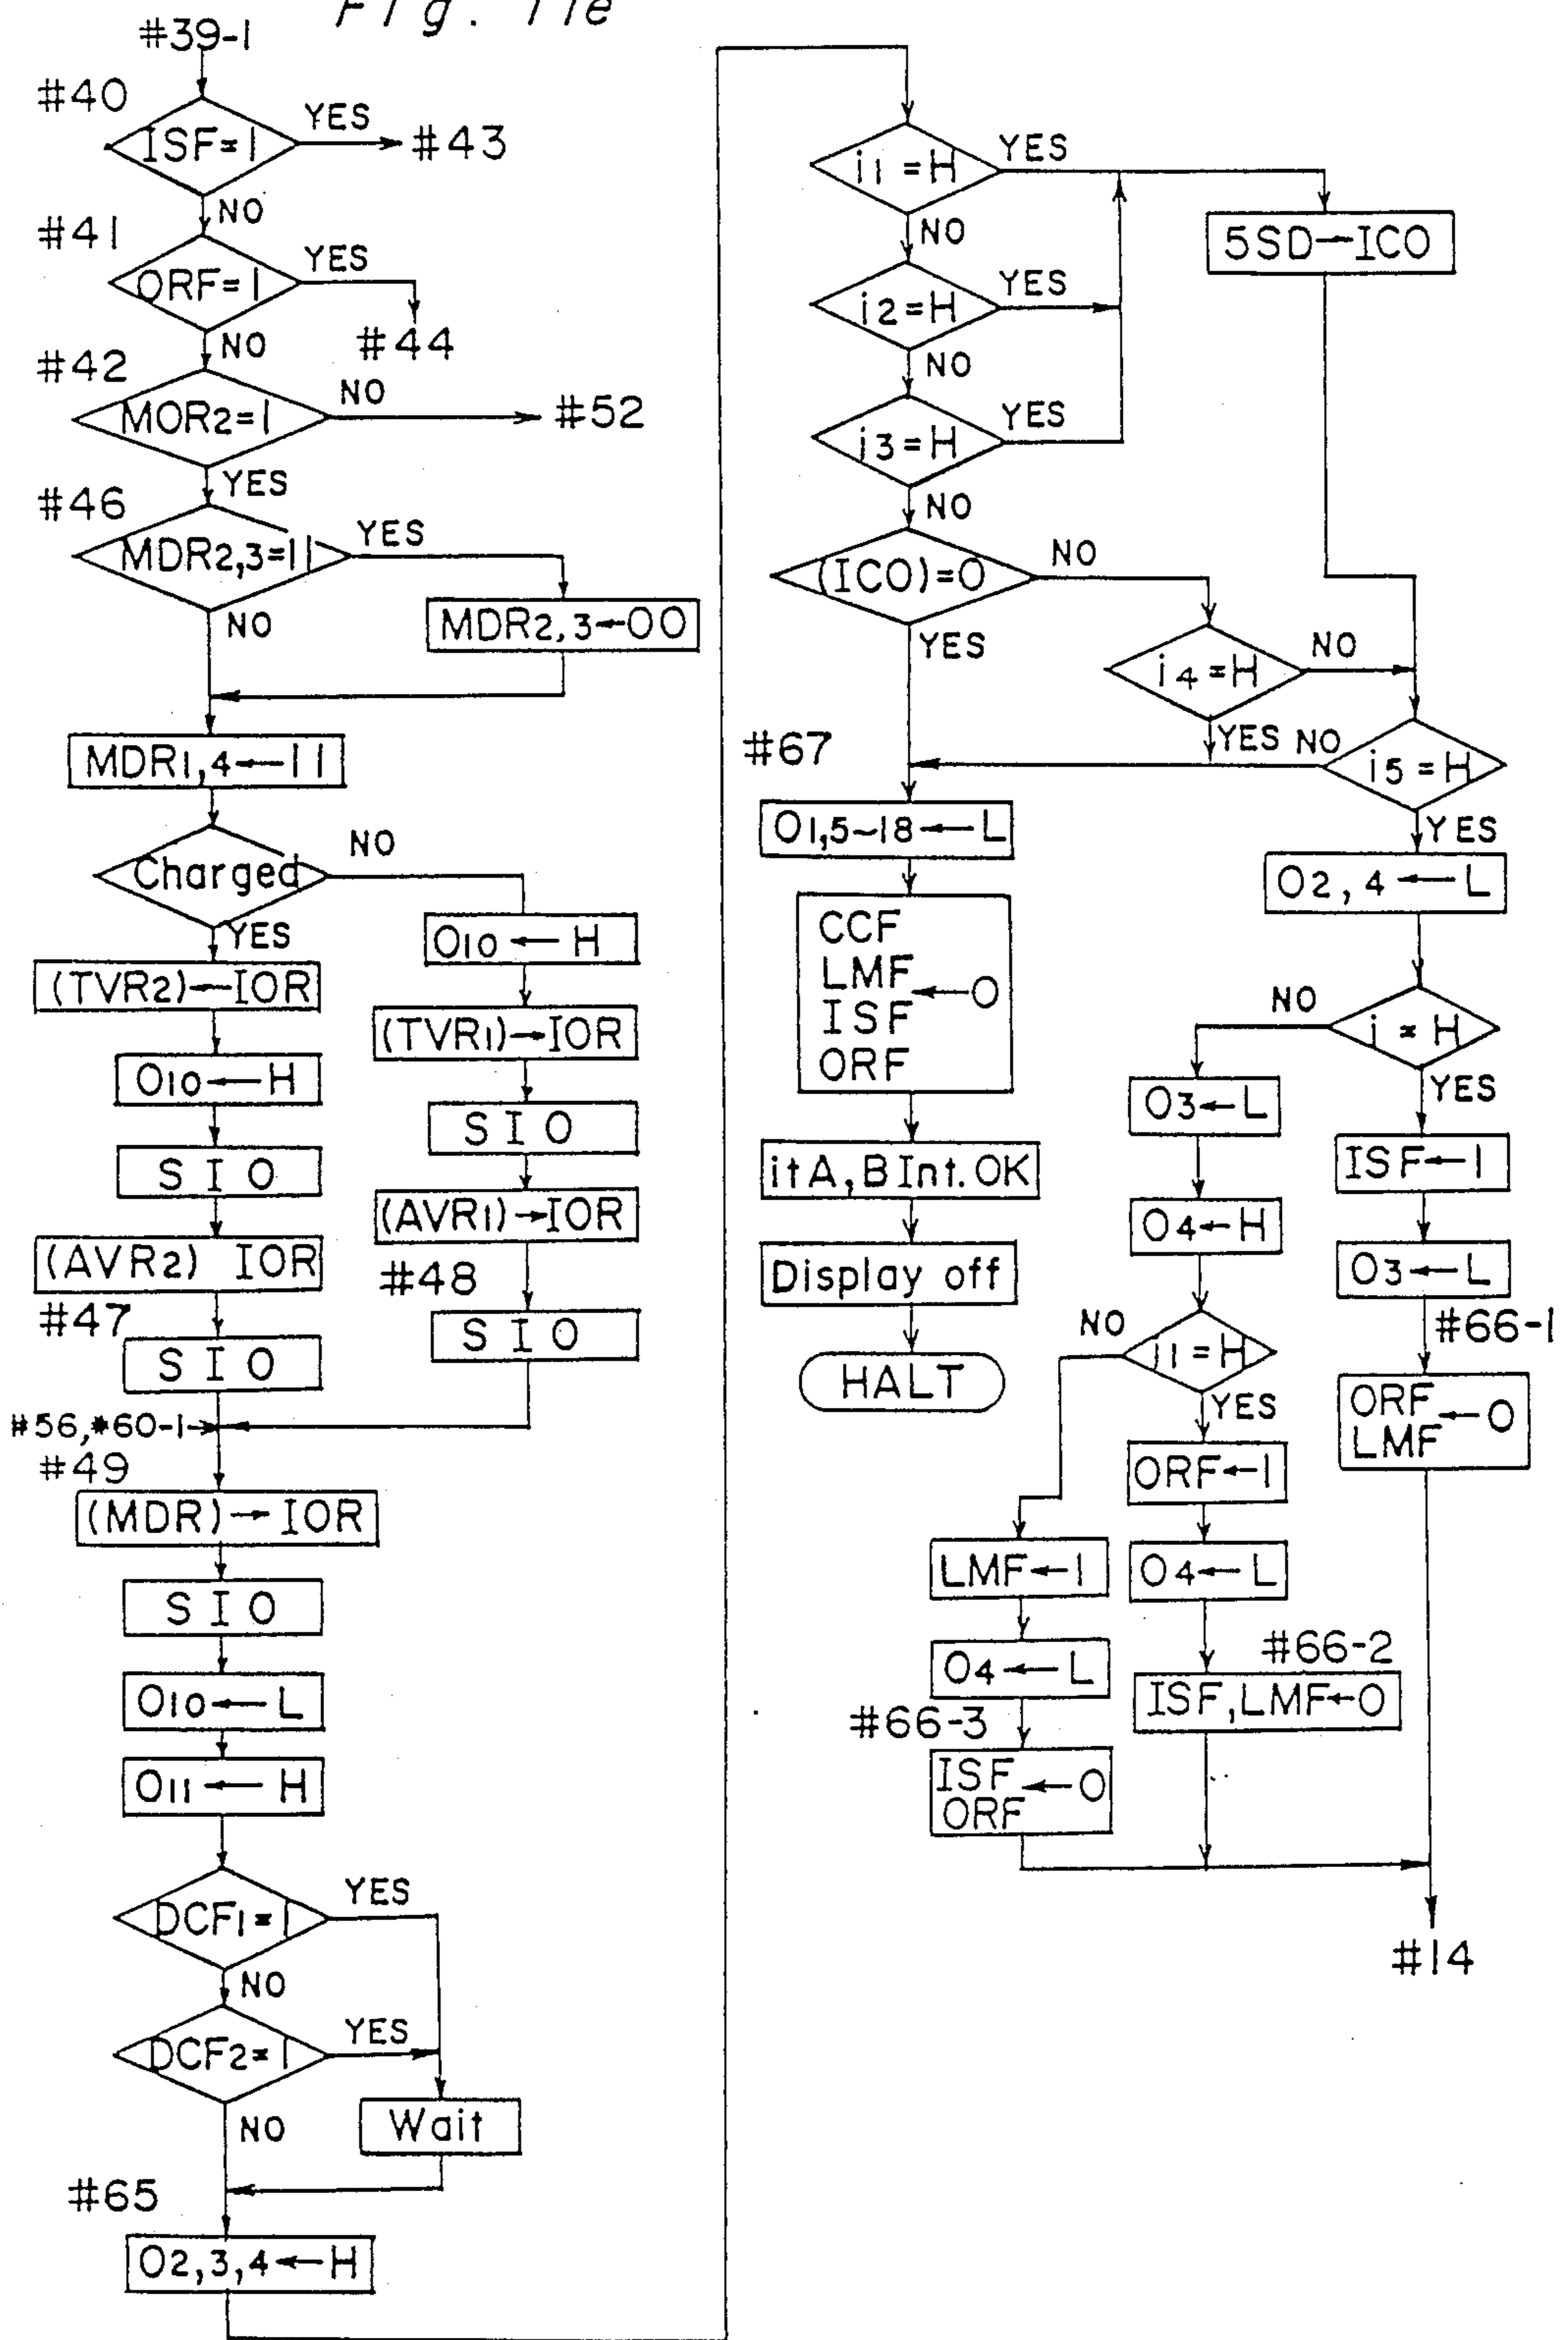 Fig. 11e
#39-1
#40
ISF=1
YES
#43
NO
#41
ORF=1
YES
#44
NO
#42
MOR2=1
NO
#52
YES
#46
MDR2,3=11
YES
MDR2,3←00
NO
MDR1,4←11
Charged
NO
YES
(TVR2)←IOR
O10←H
SIO
(AVR2) IOR
#47
SIO
O10←H
(TVR1)→IOR
SIO
(AVR1)→IOR
#48
SIO
#56,*60-1
#49
(MDR)→IOR
SIO
O10←L
O11←H
DCF1=1
YES
NO
DCF2=1
YES
Wait
NO
#65
O2,3,4←H
i1=H
YES
5SD—ICO
NO
i2=H
YES
NO
i3=H
YES
NO
(ICO)=0
NO
YES
i4=H
NO
YES
#67
NO
i5=H
YES
O1,5~18←L
CCF
LMF
ISF
ORF
←0
itA,B Int.OK
Display off
HALT
O2,4←L
i=H
NO
YES
O3←L
O4←H
i1=H
NO
YES
ISF←1
O3←L
#66-1
ORF
LMF
←0
ORF←1
O4←L
#66-2
ISF,LMF←0
LMF←1
O4←L
#66-3
ISF
ORF
←0
#14